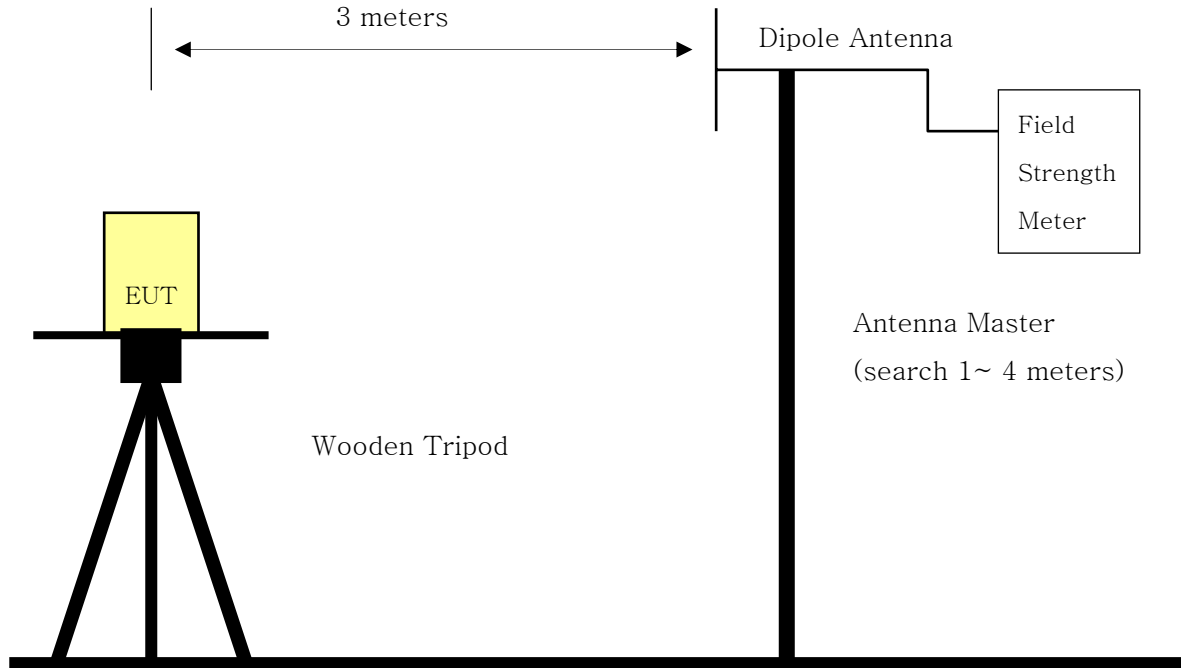 3 meters
Dipole Antenna
Field
Strength
Meter
EUT
Antenna Master
(search 1~ 4 meters)
Wooden Tripod